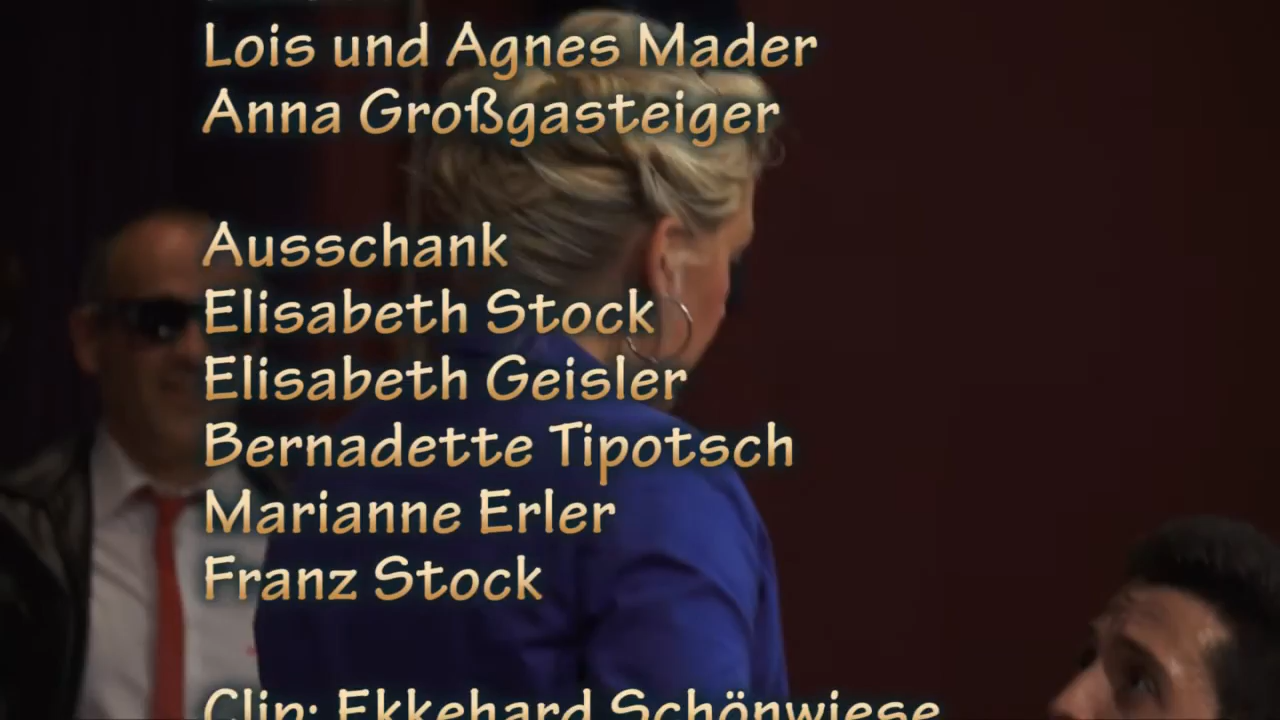 Lois und Agnes Mader
Anna Großgasteiger
Ausschank
Elisabeth Stock
Elisabeth Geisler
Bernadette Tipotsch
Marianne Erler
Franz Stock
Clip: Ekkehard Schönwiese